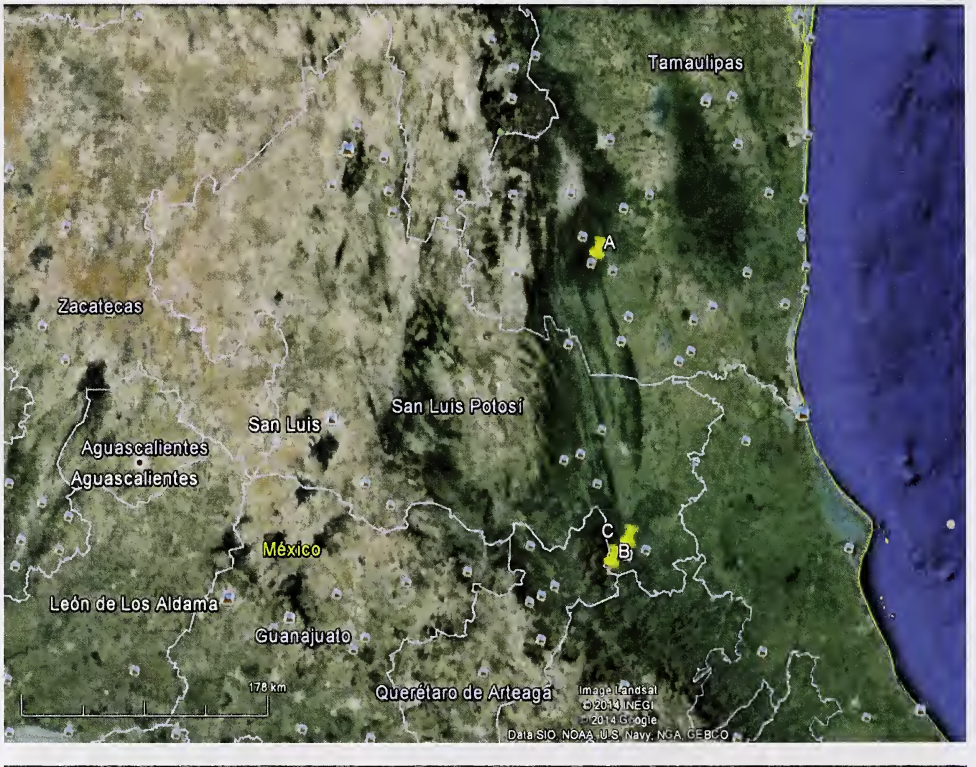 Tamaulipas
A
Zacatecas
San Luis Potosí
San Luis
Aguascalientes
Aguascalientes
C
B
México
León de Los Aldama
Guanajuato
178 km
Querétaro de Arteaga
Image Landsat
© 2014 INEGI
© 2014 Google
Data SIO, NOAA, U.S. Navy, NGA, GEBCO